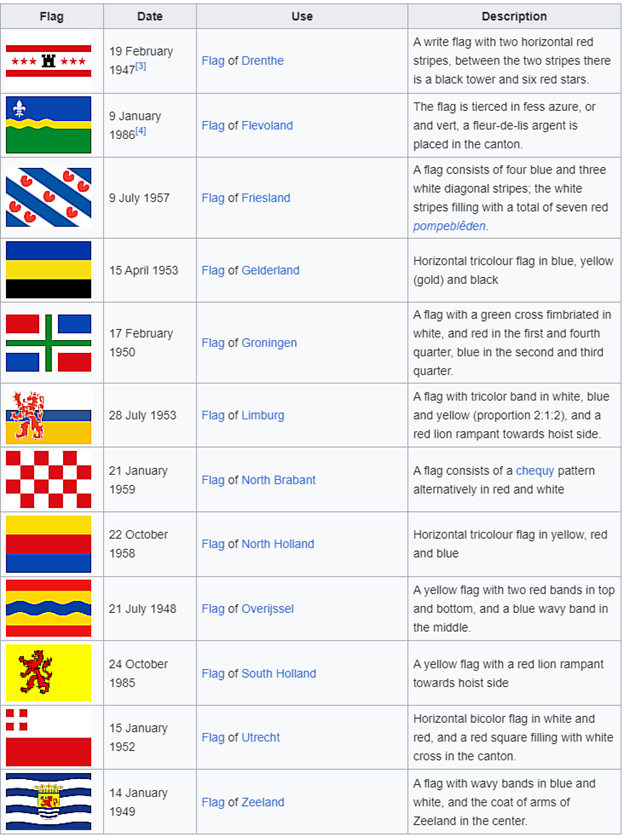 Flag Date Use Description
19 February
1947[3]
Flag of Drenthe
A write flag with two horizontal red
stripes, between the two stripes there
is a black tower and six red stars.
9 January
1986[4]
Flag of Flevoland
The flag is tierced in fess azure, or
and vert, a fleur-de-lis argent is
placed in the canton.
9 July 1957
Flag of Friesland
A flag consists of four blue and three
white diagonal stripes; the white
stripes filling with a total of seven red
pompeblêden.
15 April 1953
Flag of Gelderland
Horizontal tricolour flag in blue, yellow
(gold) and black
17 February
1950
Flag of Groningen
A flag with a green cross fimbriated in
white, and red in the first and fourth
quarter, blue in the second and third
quarter.
28 July 1953
Flag of Limburg
A flag with tricolor band in white, blue
and yellow (proportion 2:1:2), and a
red lion rampant towards hoist side.
21 January
1959
Flag of North Brabant
A flag consists of a chequy pattern
alternatively in red and white
22 October
1958
Flag of North Holland
Horizontal tricolour flag in yellow, red
and blue
21 July 1948
Flag of Overijssel
A yellow flag with two red bands in top
and bottom, and a blue wavy band in
the middle.
24 October
1985
Flag of South Holland
A yellow flag with a red lion rampant
towards hoist side
15 January
1952
Flag of Utrecht
Horizontal bicolor flag in white and
red, and a red square filling with white
cross in the canton.
14 January
1949
Flag of Zeeland
A flag with wavy bands in blue and
white, and the coat of arms of
Zeeland in the center.